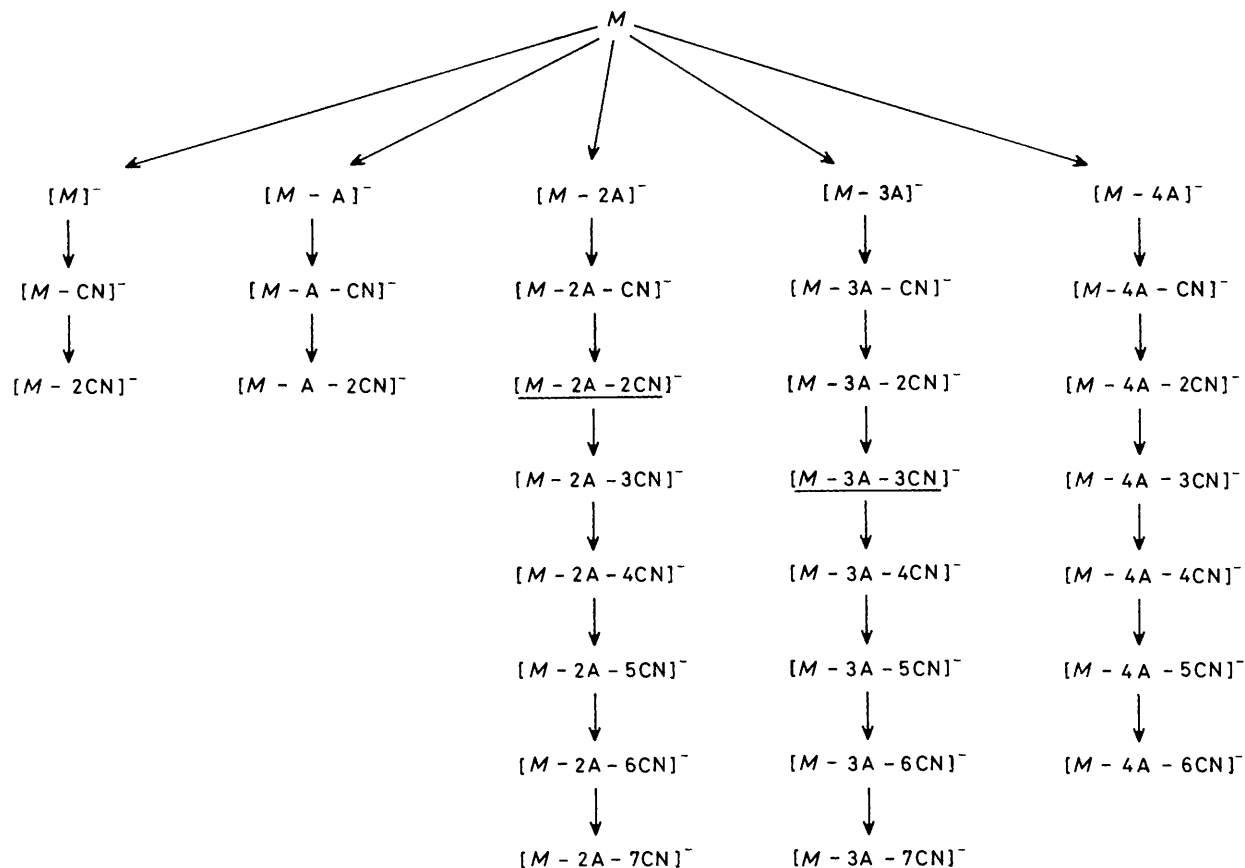 M
[M]⁻ [M - A]⁻ [M - 2A]⁻ [M - 3A]⁻ [M - 4A]⁻
[M - CN]⁻ [M - A - CN]⁻ [M - 2A - CN]⁻ [M - 3A - CN]⁻ [M - 4A - CN]⁻
[M - 2CN]⁻ [M - A - 2CN]⁻ [M - 2A - 2CN]⁻ [M - 3A - 2CN]⁻ [M - 4A - 2CN]⁻
[M - 2A - 3CN]⁻ [M - 3A - 3CN]⁻ [M - 4A - 3CN]⁻
[M - 2A - 4CN]⁻ [M - 3A - 4CN]⁻ [M - 4A - 4CN]⁻
[M - 2A - 5CN]⁻ [M - 3A - 5CN]⁻ [M - 4A - 5CN]⁻
[M - 2A - 6CN]⁻ [M - 3A - 6CN]⁻ [M - 4A - 6CN]⁻
[M - 2A - 7CN]⁻ [M - 3A - 7CN]⁻